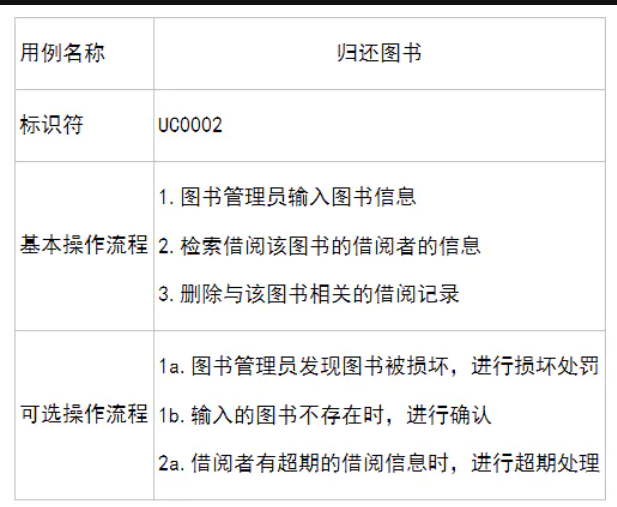 用例名称
归还图书
标识符
UC0002
基本操作流程
1. 图书管理员输入图书信息
2. 检索借阅该图书的借阅者的信息
3. 删除与该图书相关的借阅记录
可选操作流程
1a. 图书管理员发现图书被损坏，进行损坏处罚
1b. 输入的图书不存在时，进行确认
2a. 借阅者有超期的借阅信息时，进行超期处理